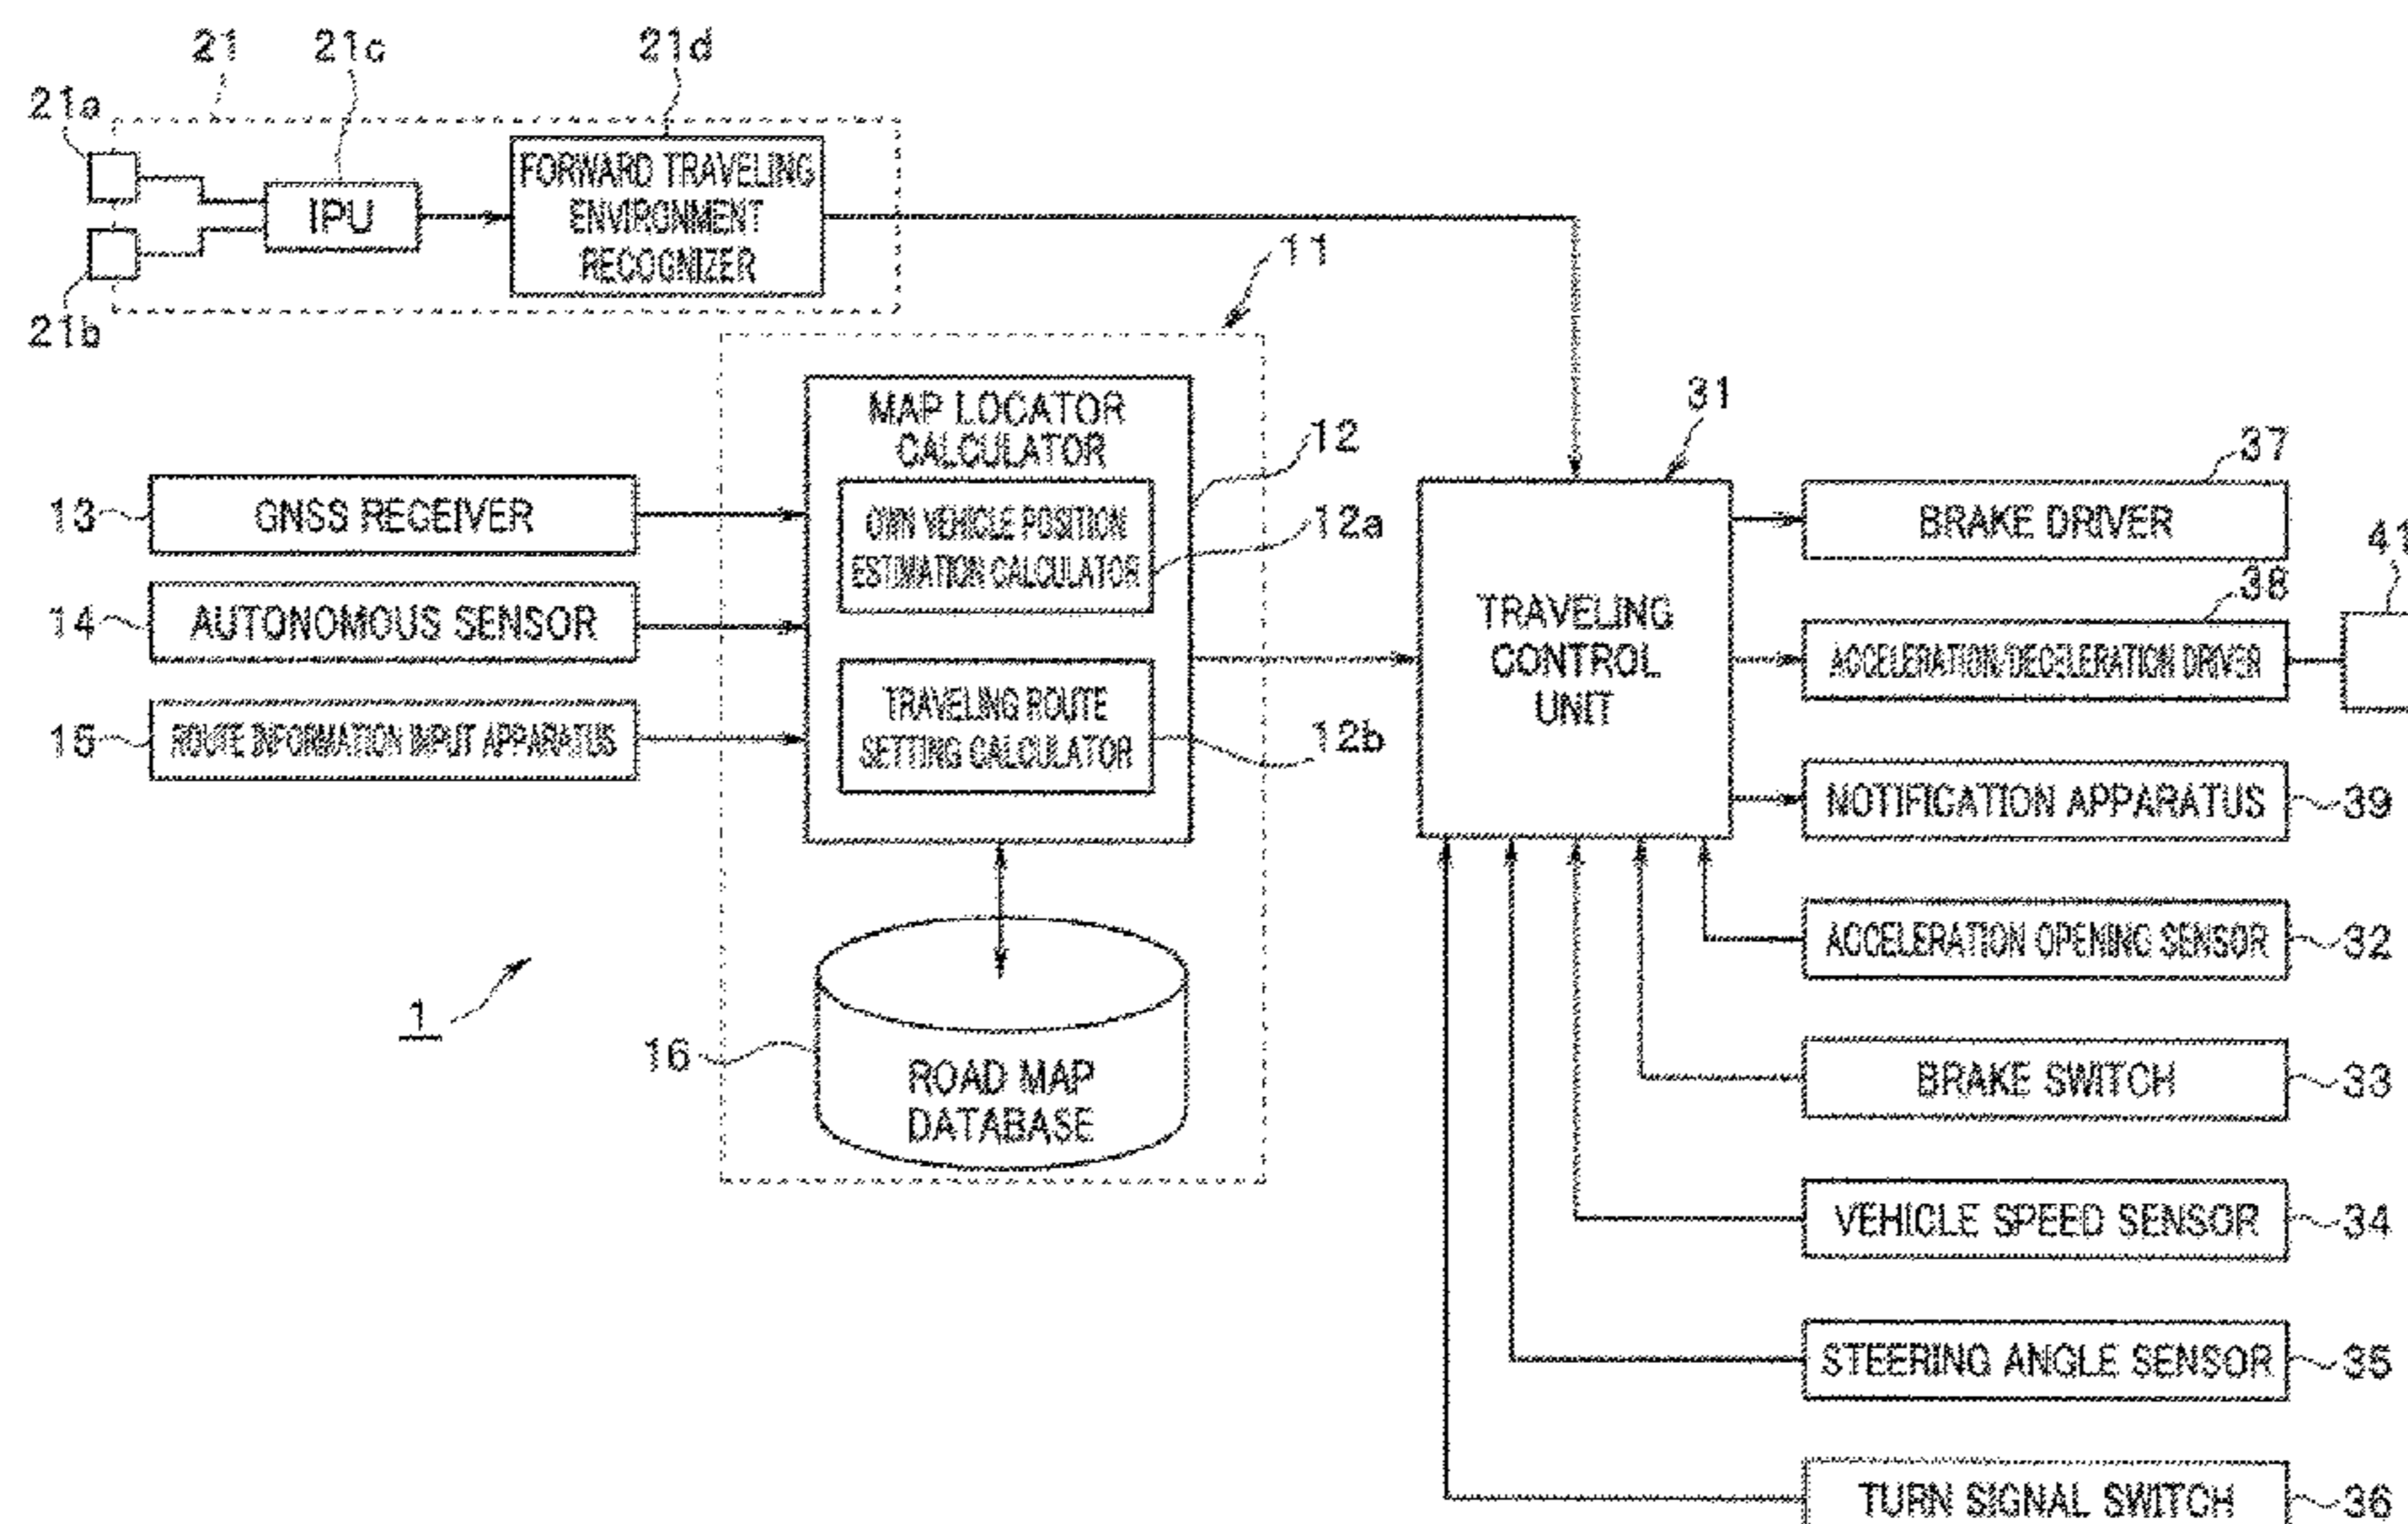 21
21c
21d
21a
21b
IPU
FORWARD TRAVELING
ENVIRONMENT
RECOGNIZER
11
MAP LOCATOR
CALCULATOR
12
OWN VEHICLE POSITION
ESTIMATION CALCULATOR
12a
TRAVELING ROUTE
SETTING CALCULATOR
12b
13
GNSS RECEIVER
14
AUTONOMOUS SENSOR
15
ROUTE INFORMATION INPUT APPARATUS
16
ROAD MAP
DATABASE
1
31
TRAVELING
CONTROL
UNIT
37
BRAKE DRIVER
38
ACCELERATION/DECELERATION DRIVER
41
NOTIFICATION APPARATUS
39
ACCELERATION OPENING SENSOR
32
BRAKE SWITCH
33
VEHICLE SPEED SENSOR
34
STEERING ANGLE SENSOR
35
TURN SIGNAL SWITCH
36